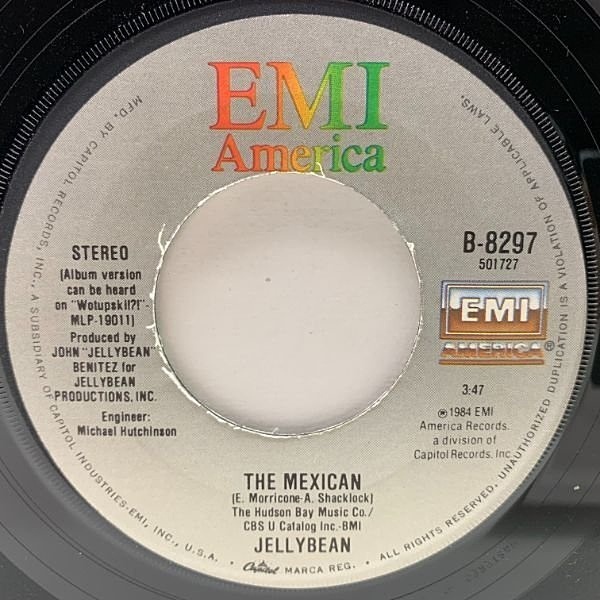 EMI
America
STEREO
(Album version
can be heard
on "Wotupski!?!"-
MLP-19011)
Produced by
JOHN "JELLYBEAN"
BENITEZ for
JELLYBEAN
PRODUCTIONS, INC.
Engineer:
Michael Hutchinson
B-8297
501727
EMI
AMERICA®
3:47
℗1984 EMI
America Records.
a division of
Capitol Records, Inc.
THE MEXICAN
(E. Morricone-A. Shacklock)
The Hudson Bay Music Co./
CBS U Catalog Inc.-BMI
JELLYBEAN
MFD. BY CAPITOL RECORDS, INC., A SUBSIDIARY OF CAPITOL INDUSTRIES-EMI, INC., U.S.A. • Capitol MARCA REG. • ALL RIGHTS RESERVED. UNAUTHORIZED DUPLICATION IS A VIOLATION OF APPLICABLE LAWS.